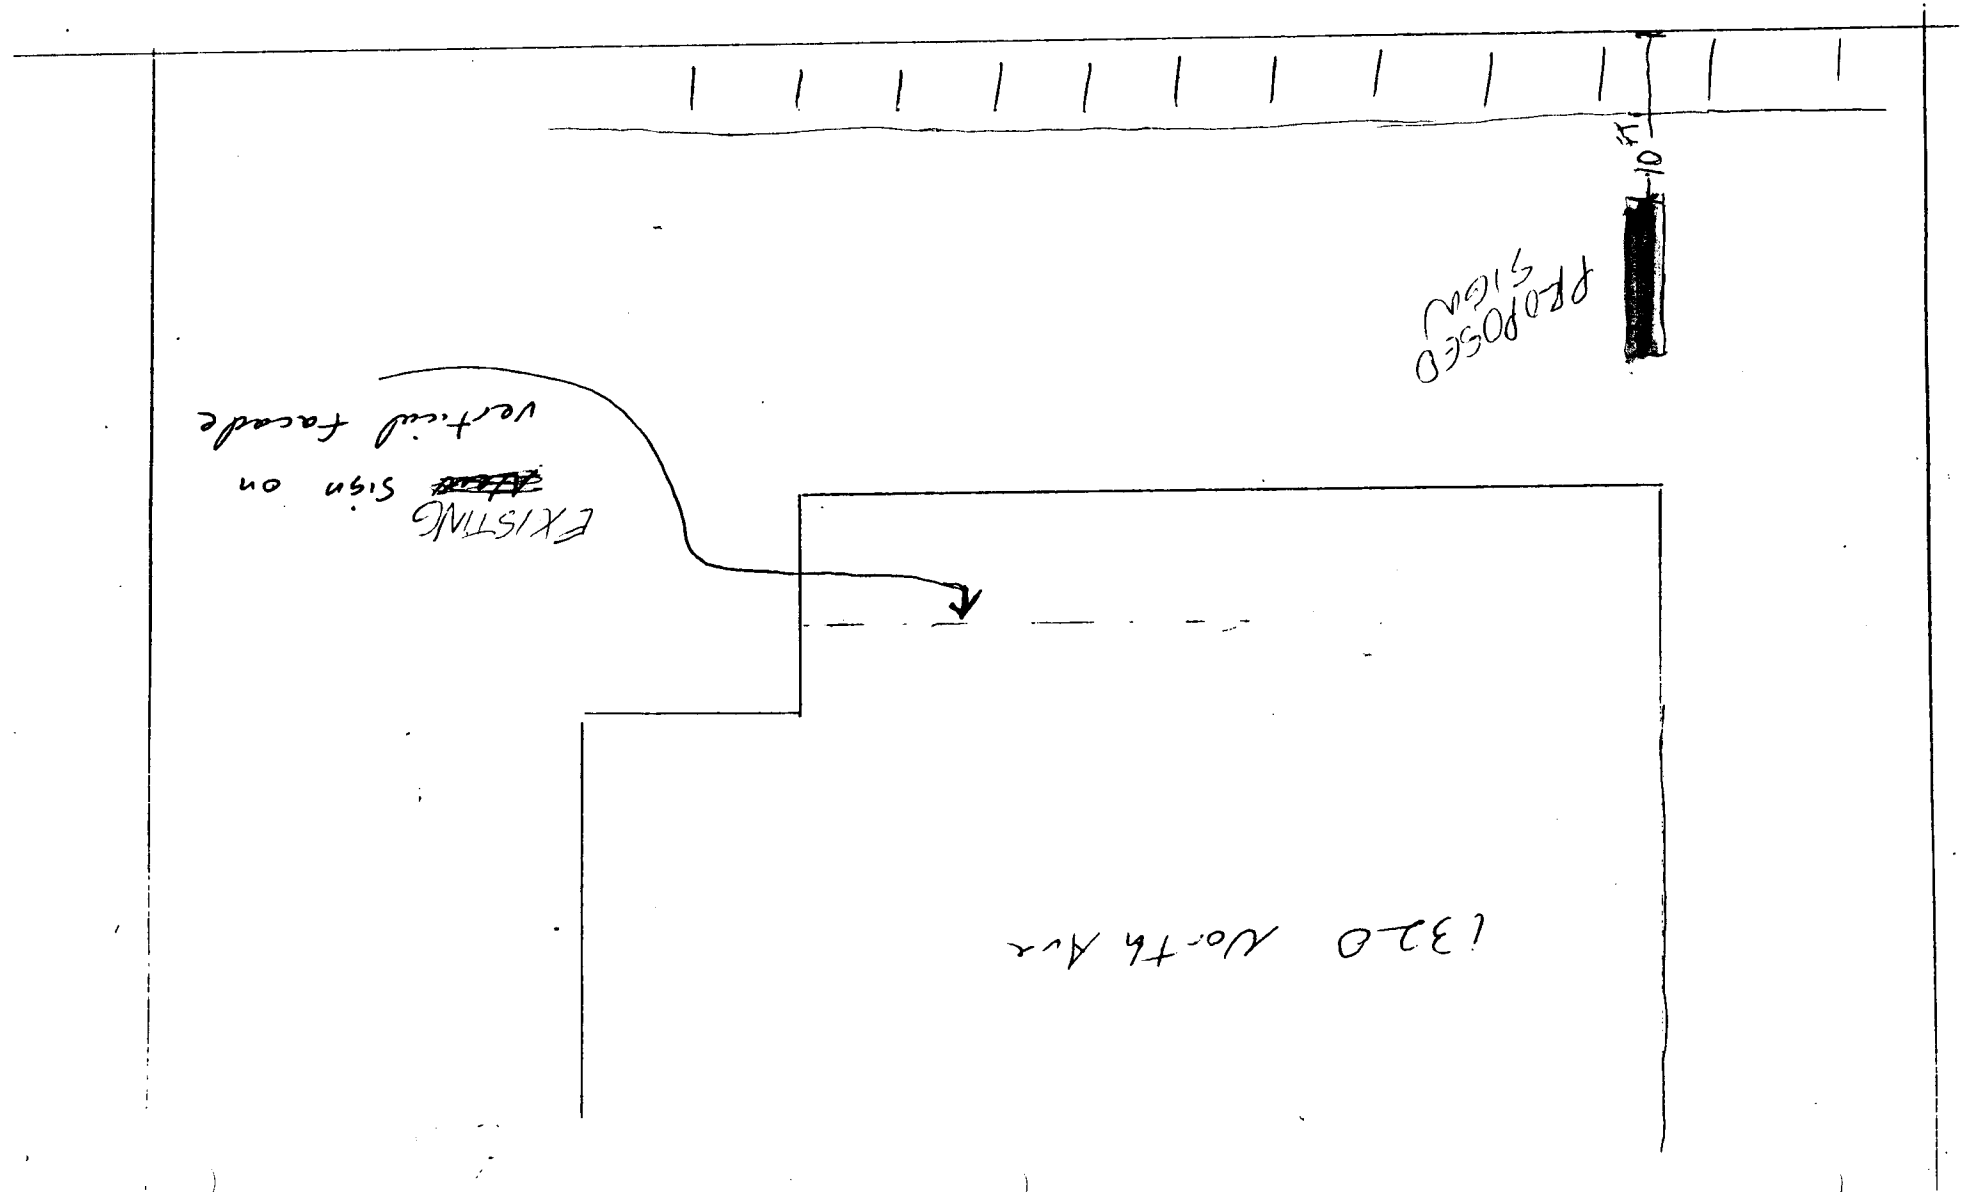 1320 North Ave
EXISTING
sign on
vertical facade
PROPOSED
SIGN
10 FT.